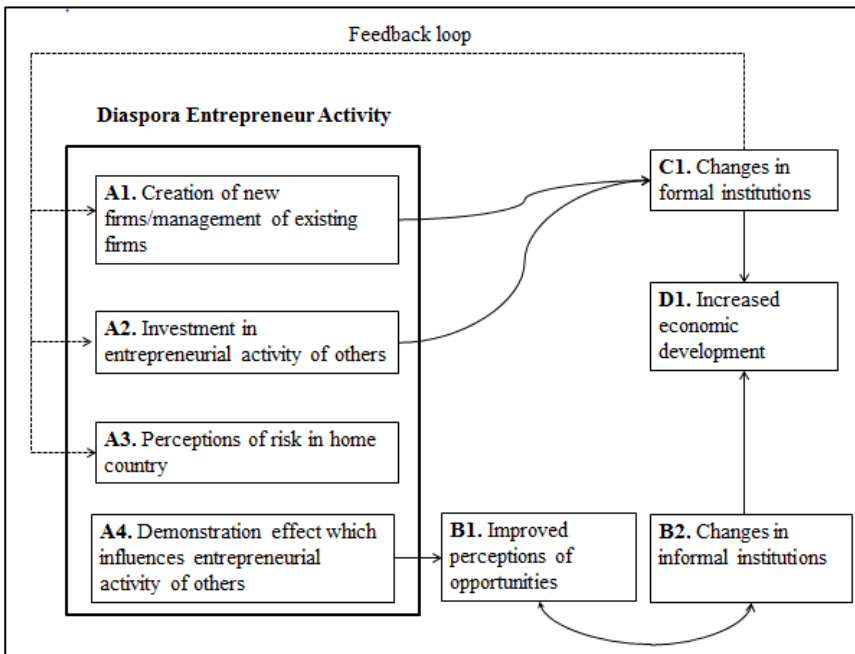 Feedback loop
Diaspora Entrepreneur Activity
A1. Creation of new
firms/management of existing
firms
C1. Changes in
formal institutions
A2. Investment in
entrepreneurial activity of others
D1. Increased
economic
development
A3. Perceptions of risk in home
country
A4. Demonstration effect which
influences entrepreneurial
activity of others
B1. Improved
perceptions of
opportunities
B2. Changes in
informal institutions